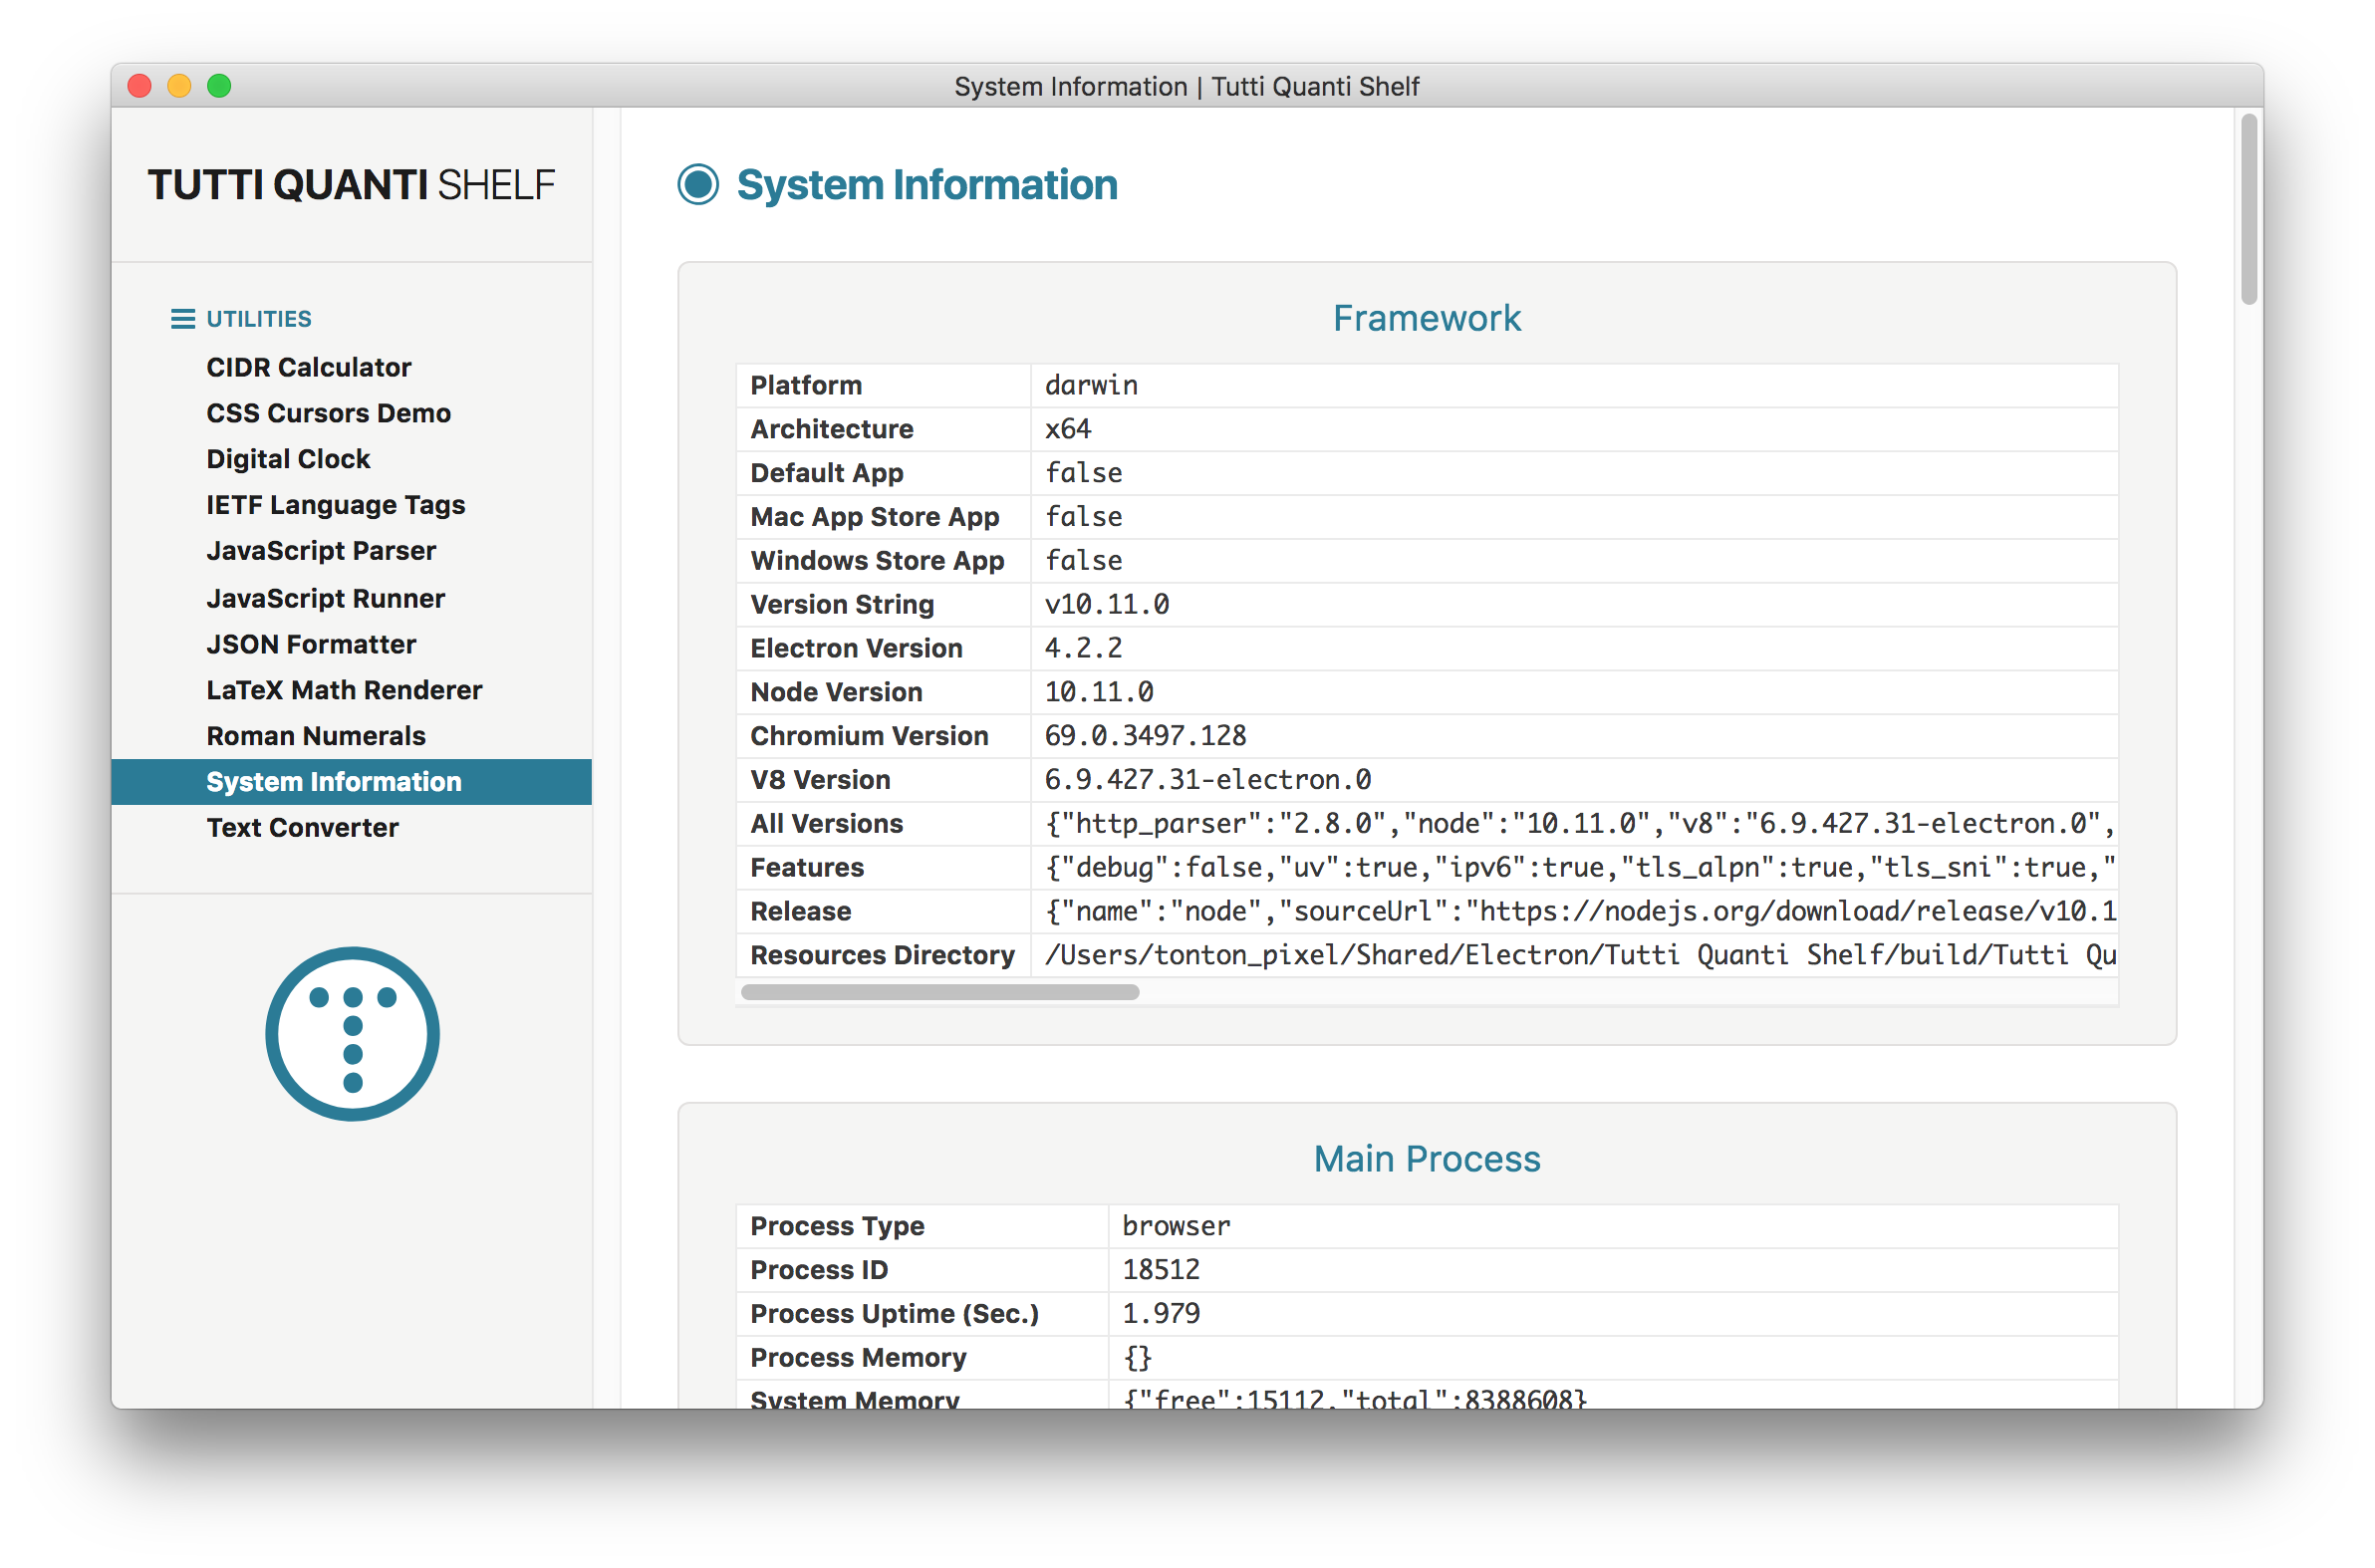 System Information | Tutti Quanti Shelf
TUTTI QUANTI SHELF
UTILITIES
CIDR Calculator
CSS Cursors Demo
Digital Clock
IETF Language Tags
JavaScript Parser
JavaScript Runner
JSON Formatter
LaTeX Math Renderer
Roman Numerals
System Information
Text Converter
System Information
Framework
Platform darwin
Architecture x64
Default App false
Mac App Store App false
Windows Store App false
Version String v10.11.0
Electron Version 4.2.2
Node Version 10.11.0
Chromium Version 69.0.3497.128
V8 Version 6.9.427.31-electron.0
All Versions {"http_parser":"2.8.0","node":"10.11.0","v8":"6.9.427.31-electron.0",
Features {"debug":false,"uv":true,"ipv6":true,"tls_alpn":true,"tls_sni":true,"
Release {"name":"node","sourceUrl":"https://nodejs.org/download/release/v10.1
Resources Directory /Users/tonton_pixel/Shared/Electron/Tutti Quanti Shelf/build/Tutti Qu
Main Process
Process Type browser
Process ID 18512
Process Uptime (Sec.) 1.979
Process Memory {}
System Memory {"free":15112,"total":8388608}